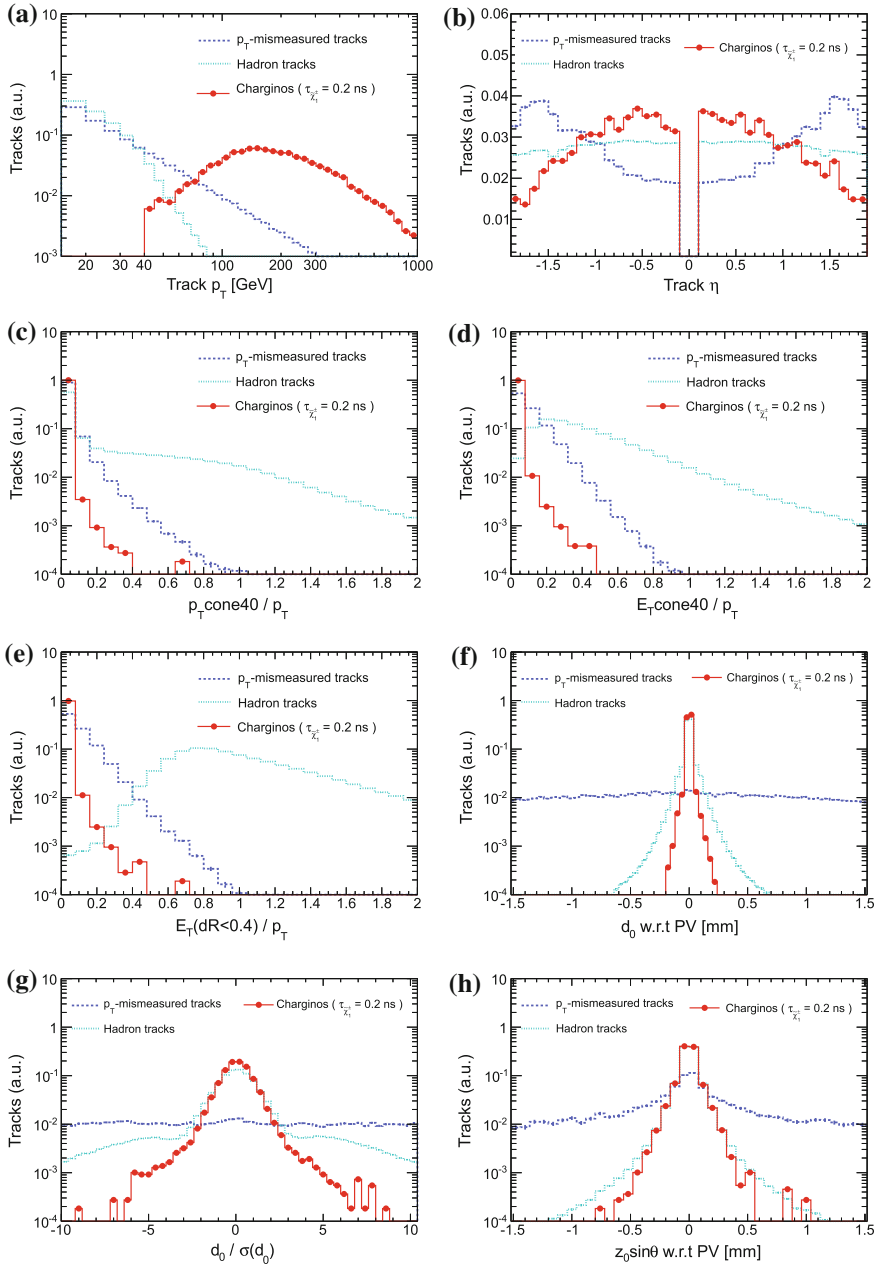 (a)
Tracks (a.u.)
10
1
10⁻¹
10⁻²
10⁻³
p_T-mismeasured tracks
Hadron tracks
Charginos ( τ_χ̃₁± = 0.2 ns )
20 30 40 100 200 300 1000
Track p_T [GeV]
(b)
Tracks (a.u.)
0.06
0.05
0.04
0.03
0.02
0.01
p_T-mismeasured tracks
Hadron tracks
Charginos ( τ_χ̃₁± = 0.2 ns )
-1.5 -1 -0.5 0 0.5 1 1.5
Track η
(c)
Tracks (a.u.)
10
1
10⁻¹
10⁻²
10⁻³
10⁻⁴
p_T-mismeasured tracks
Hadron tracks
Charginos ( τ_χ̃₁± = 0.2 ns )
0 0.2 0.4 0.6 0.8 1 1.2 1.4 1.6 1.8 2
p_Tcone40 / p_T
(d)
Tracks (a.u.)
10
1
10⁻¹
10⁻²
10⁻³
10⁻⁴
p_T-mismeasured tracks
Hadron tracks
Charginos ( τ_χ̃₁± = 0.2 ns )
0 0.2 0.4 0.6 0.8 1 1.2 1.4 1.6 1.8 2
E_Tcone40 / p_T
(e)
Tracks (a.u.)
10
1
10⁻¹
10⁻²
10⁻³
10⁻⁴
p_T-mismeasured tracks
Hadron tracks
Charginos ( τ_χ̃₁± = 0.2 ns )
0 0.2 0.4 0.6 0.8 1 1.2 1.4 1.6 1.8 2
E_T(dR<0.4) / p_T
(f)
Tracks (a.u.)
10
1
10⁻¹
10⁻²
10⁻³
10⁻⁴
p_T-mismeasured tracks
Hadron tracks
Charginos ( τ_χ̃₁± = 0.2 ns )
-1.5 -1 -0.5 0 0.5 1 1.5
d₀ w.r.t PV [mm]
(g)
Tracks (a.u.)
10
1
10⁻¹
10⁻²
10⁻³
10⁻⁴
p_T-mismeasured tracks
Hadron tracks
Charginos ( τ_χ̃₁± = 0.2 ns )
-10 -5 0 5 10
d₀ / σ(d₀)
(h)
Tracks (a.u.)
10
1
10⁻¹
10⁻²
10⁻³
10⁻⁴
p_T-mismeasured tracks
Hadron tracks
Charginos ( τ_χ̃₁± = 0.2 ns )
-1.5 -1 -0.5 0 0.5 1 1.5
z₀sinθ w.r.t PV [mm]